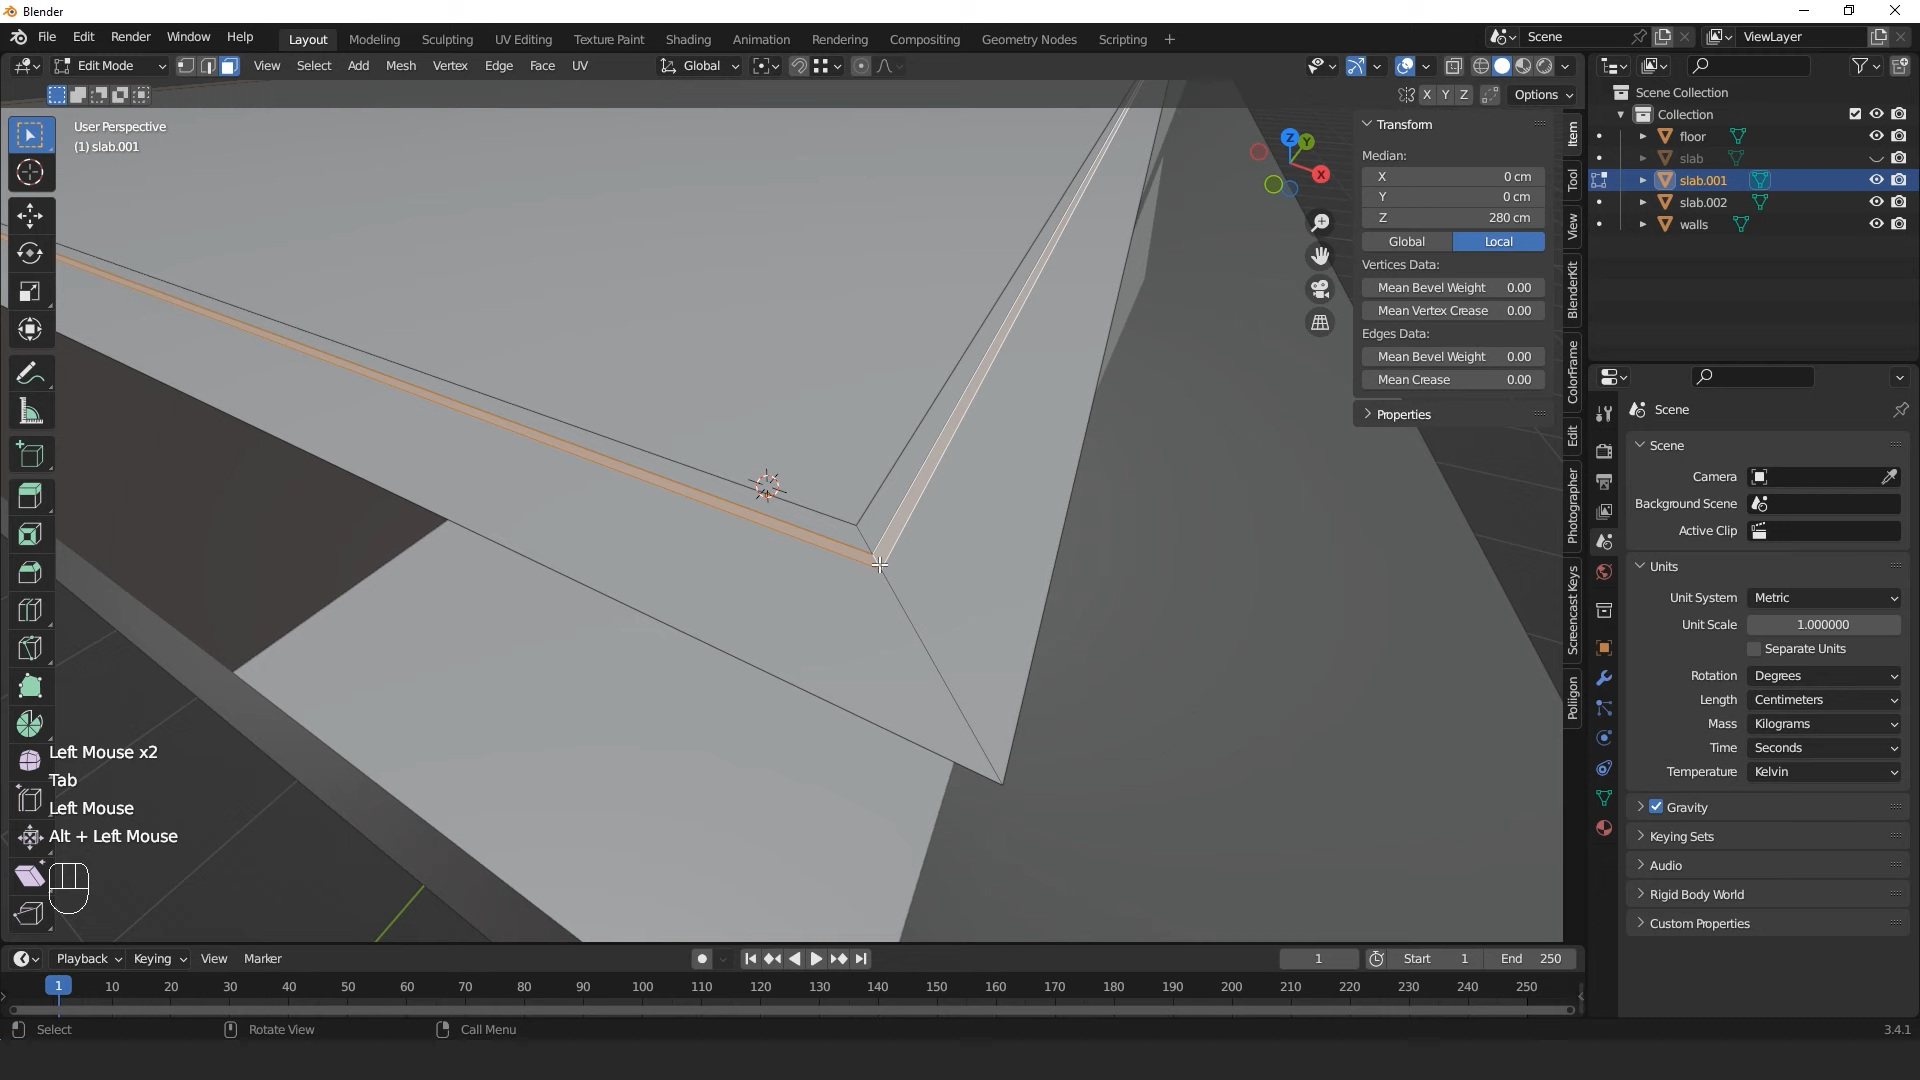 Blender
File Edit Render Window Help
Layout Modeling Sculpting UV Editing Texture Paint Shading Animation Rendering Compositing Geometry Nodes Scripting +
Scene
ViewLayer
Edit Mode
View Select Add Mesh Vertex Edge Face UV
Global
X Y Z Options
User Perspective
(1) slab.001
Z
Y
X
Transform
Median:
X 0 cm
Y 0 cm
Z 280 cm
Global Local
Vertices Data:
Mean Bevel Weight 0.00
Mean Vertex Crease 0.00
Edges Data:
Mean Bevel Weight 0.00
Mean Crease 0.00
Properties
Item
Tool
View
BlenderKit
ColorFrame
Edit
Photographer
Screencast Keys
Poliigon
Scene Collection
Collection
floor
slab
slab.001
slab.002
walls
Scene
Scene
Camera
Background Scene
Active Clip
Units
Unit System Metric
Unit Scale 1.000000
Separate Units
Rotation Degrees
Length Centimeters
Mass Kilograms
Time Seconds
Temperature Kelvin
Gravity
Keying Sets
Audio
Rigid Body World
Custom Properties
Left Mouse x2
Tab
Left Mouse
Alt + Left Mouse
Playback Keying View Marker
1 Start 1 End 250
1 10 20 30 40 50 60 70 80 90 100 110 120 130 140 150 160 170 180 190 200 210 220 230 240 250
Select Rotate View Call Menu
3.4.1